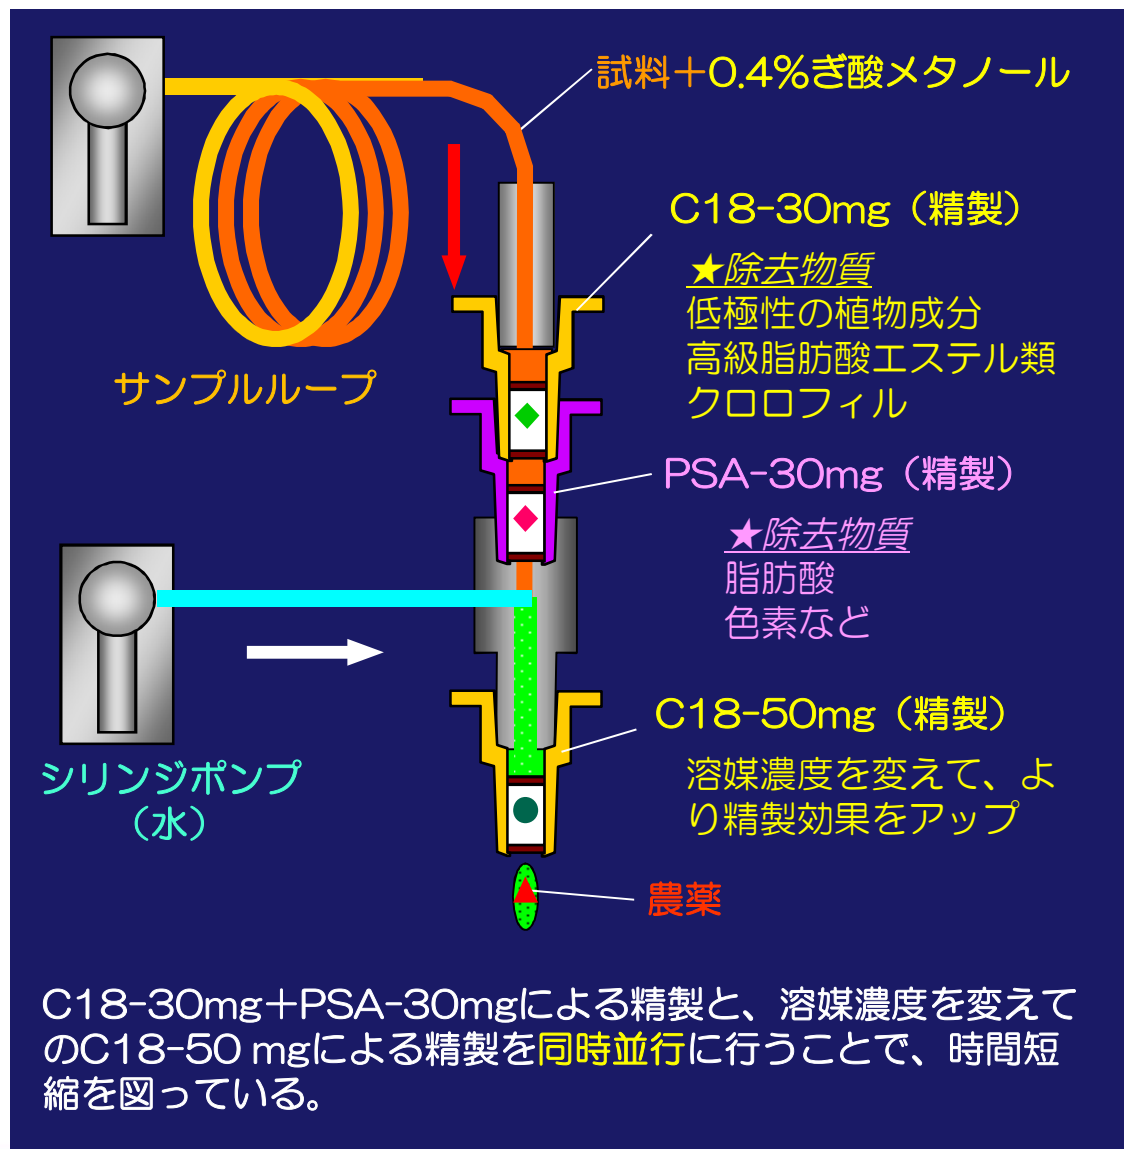 試料＋0.4％ぎ酸メタノール
C18-30mg（精製）
★除去物質
低極性の植物成分
高級脂肪酸エステル類
クロロフィル
サンプルループ
PSA-30mg（精製）
★除去物質
脂肪酸
色素など
C18-50mg（精製）
溶媒濃度を変えて、よ
り精製効果をアップ
シリンジポンプ
（水）
農薬
C18-30mg＋PSA-30mgによる精製と、溶媒濃度を変えて
のC18-50 mgによる精製を同時並行に行うことで、時間短
縮を図っている。